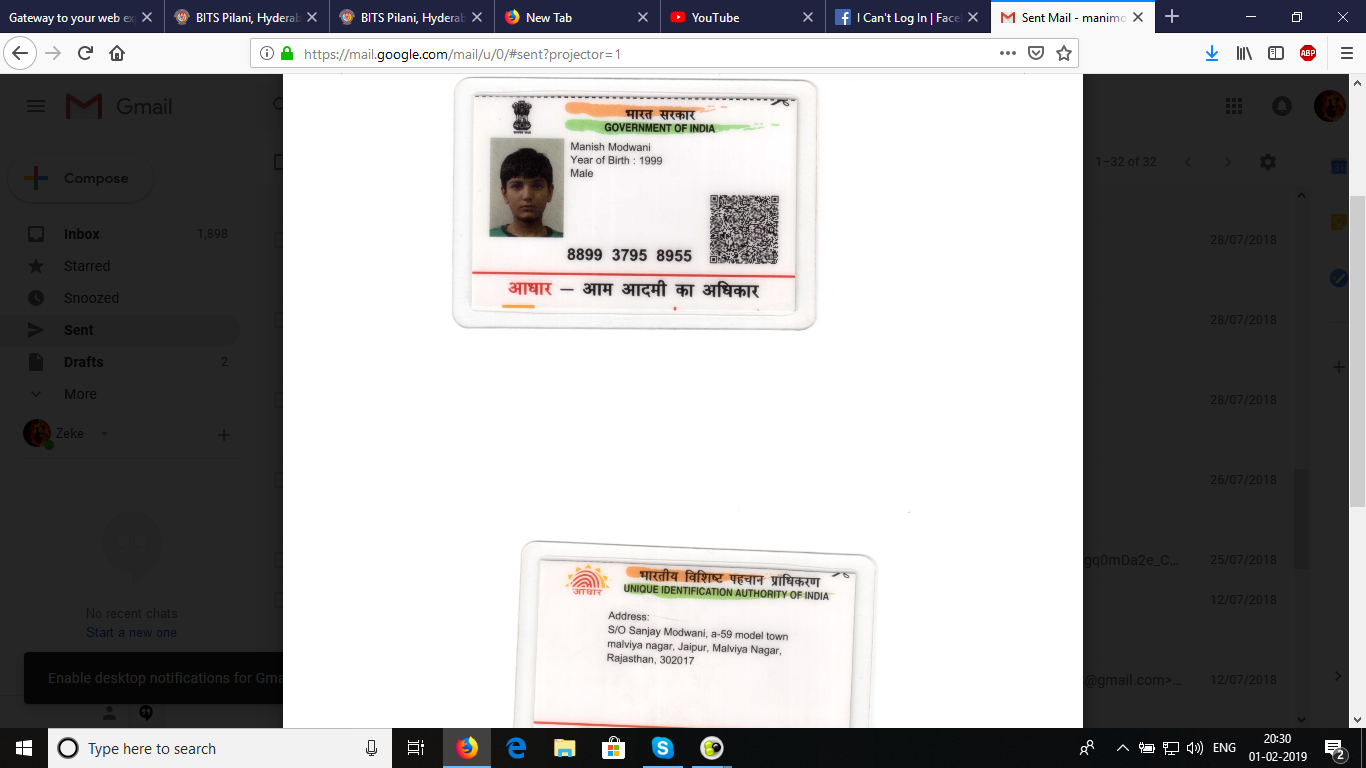 Gateway to your web ex
BITS Pilani, Hyderab
BITS Pilani, Hyderab
New Tab
YouTube
I Can't Log In | Face
Sent Mail - manimo
https://mail.google.com/mail/u/0/#sent?projector=1
ABP
Gmail
Compose
1–32 of 32
Inbox 1,898
Starred
Snoozed
Sent
Drafts 2
More
Zeke
No recent chats
Start a new one
Enable desktop notifications for Gma
भारत सरकार
GOVERNMENT OF INDIA
Manish Modwani
Year of Birth : 1999
Male
8899 3795 8955
आधार – आम आदमी का अधिकार
भारतीय विशिष्ट पहचान प्राधिकरण
UNIQUE IDENTIFICATION AUTHORITY OF INDIA
आधार
Address:
S/O Sanjay Modwani, a-59 model town
malviya nagar, Jaipur, Malviya Nagar,
Rajasthan, 302017
28/07/2018
28/07/2018
28/07/2018
26/07/2018
gq0mDa2e_C... 25/07/2018
12/07/2018
@gmail.com>... 12/07/2018
Type here to search
ENG
20:30
01-02-2019
2